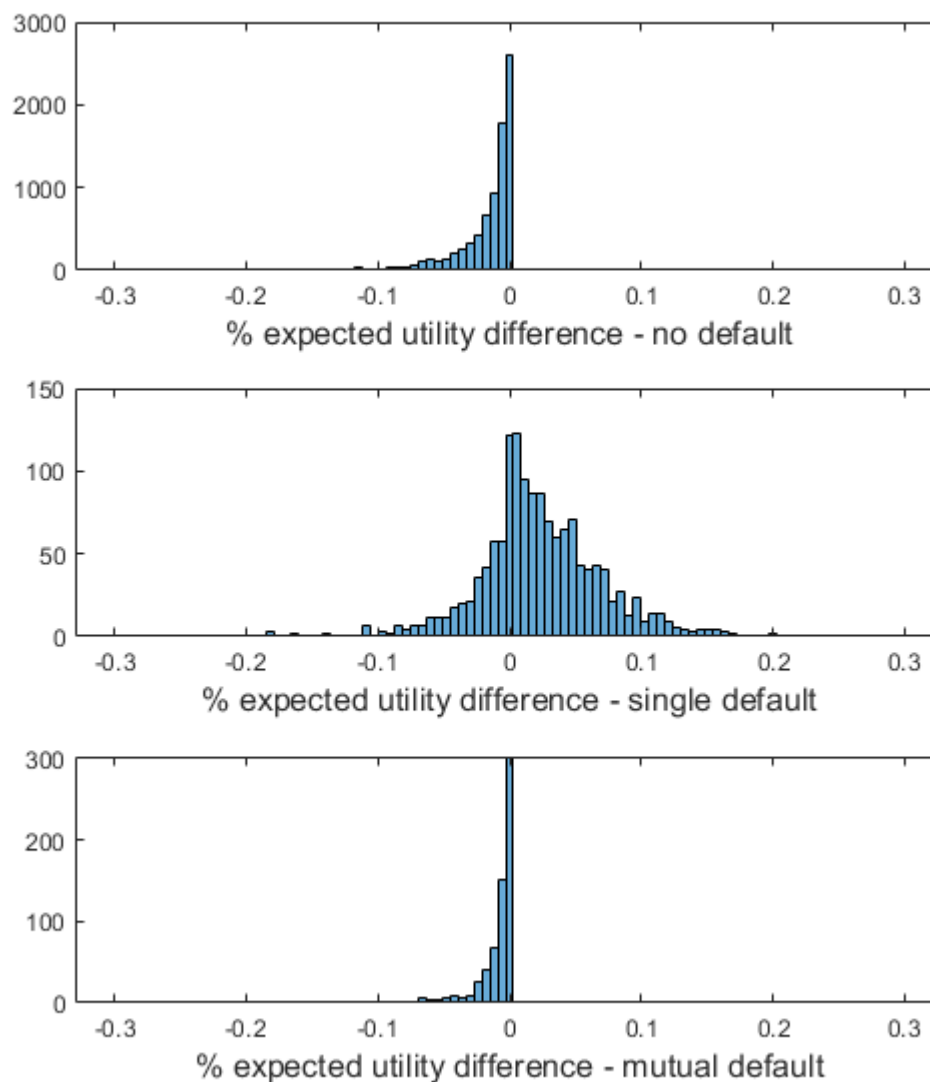 3000
2000
1000
0
-0.3 -0.2 -0.1 0 0.1 0.2 0.3
% expected utility difference - no default
150
100
50
0
-0.3 -0.2 -0.1 0 0.1 0.2 0.3
% expected utility difference - single default
300
200
100
0
-0.3 -0.2 -0.1 0 0.1 0.2 0.3
% expected utility difference - mutual default